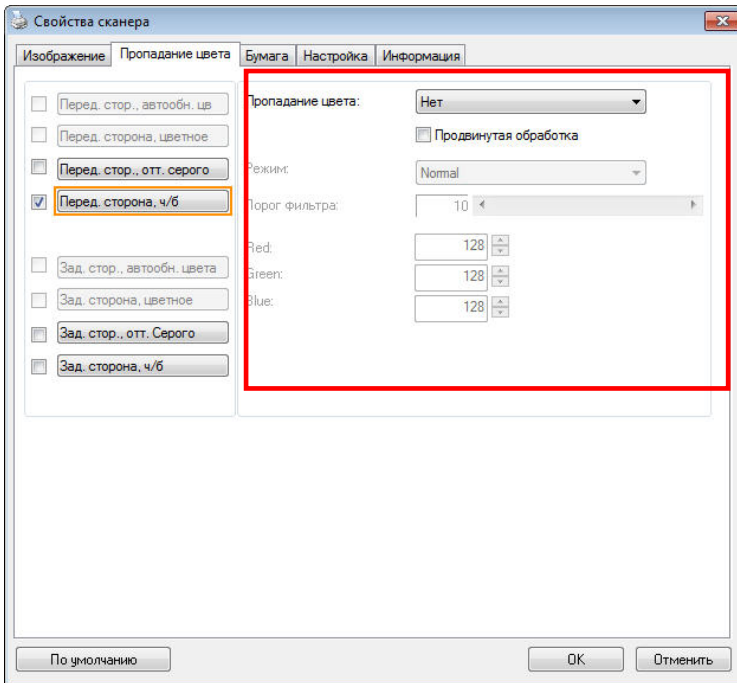 Свойства сканера
Изображение Пропадание цвета Бумага Настройка Информация
Перед. стор., автообн. цв
Перед. сторона, цветное
Перед. стор., отт. серого
Перед. сторона, ч/б
Зад. стор., автообн. цвета
Зад. сторона, цветное
Зад. стор., отт. Серого
Зад. сторона, ч/б
Пропадание цвета: Нет
Продвинутая обработка
Режим: Normal
Порог фильтра: 10
Red: 128
Green: 128
Blue: 128
По умолчанию OK Отменить